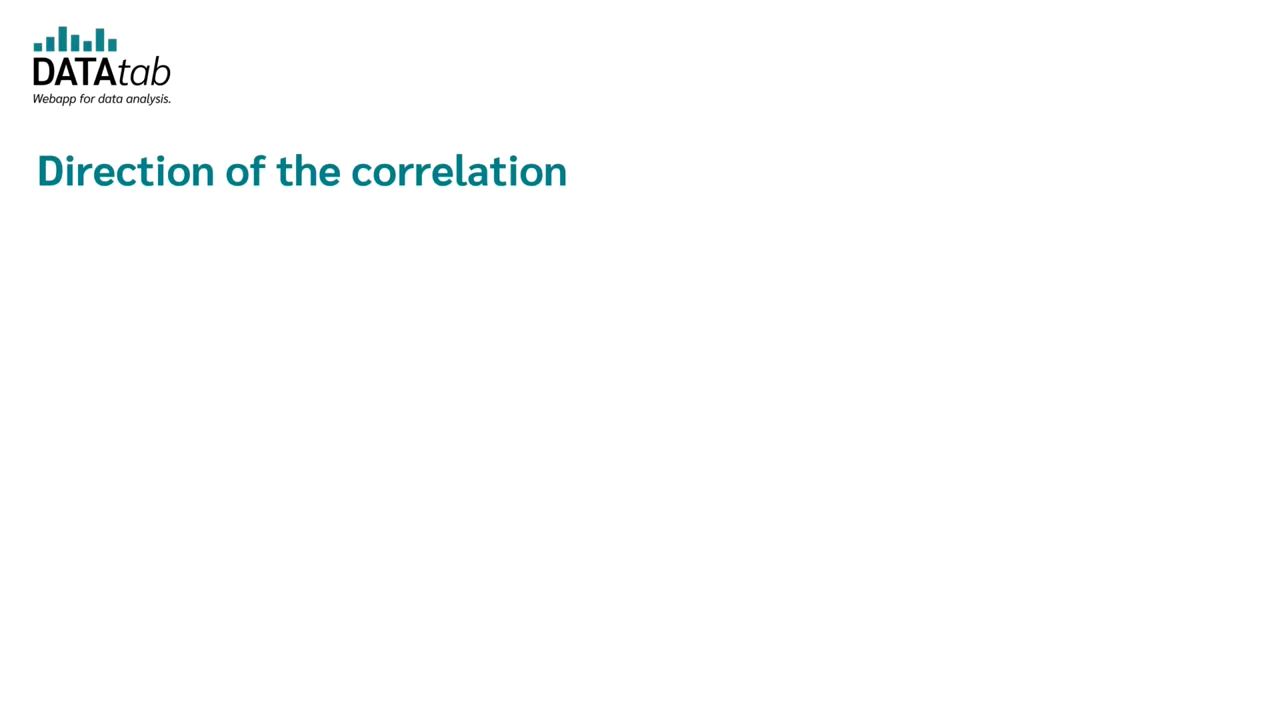 DATAtab
Webapp for data analysis.
Direction of the correlation